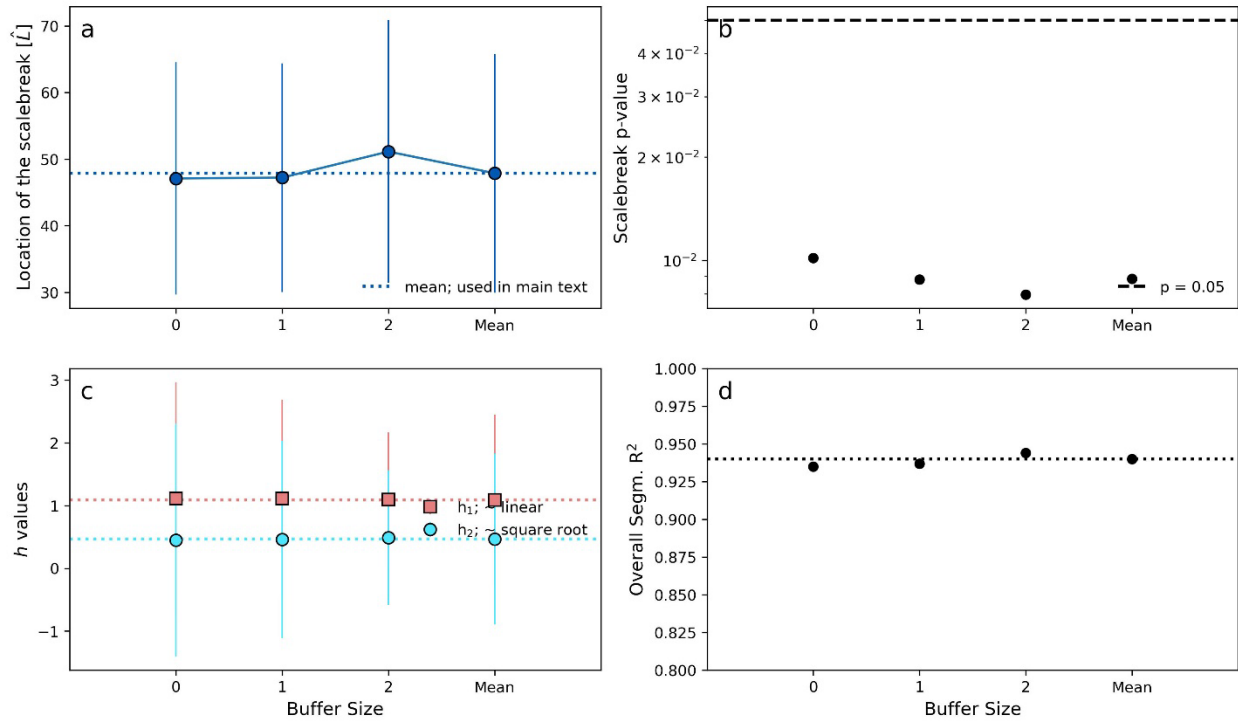 a
Location of the scalebreak [L̂]
70
60
50
40
30
0
1
2
Mean
mean; used in main text
b
Scalebreak p-value
4 × 10⁻²
3 × 10⁻²
2 × 10⁻²
10⁻²
0
1
2
Mean
p = 0.05
c
h values
3
2
1
0
−1
h₁; ~ linear
h₂; ~ square root
0
1
2
Mean
Buffer Size
d
Overall Segm. R²
1.000
0.975
0.950
0.925
0.900
0.875
0.850
0.825
0.800
0
1
2
Mean
Buffer Size